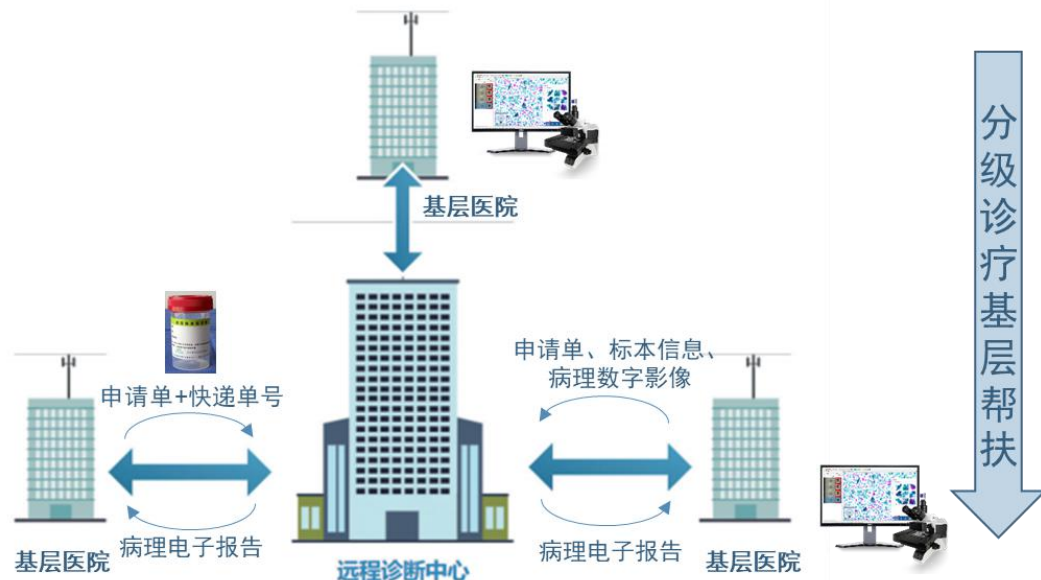 基层医院
申请单+快递单号
申请单、标本信息、
病理数字影像
病理电子报告
病理电子报告
基层医院
远程诊断中心
基层医院
分级诊疗基层帮扶